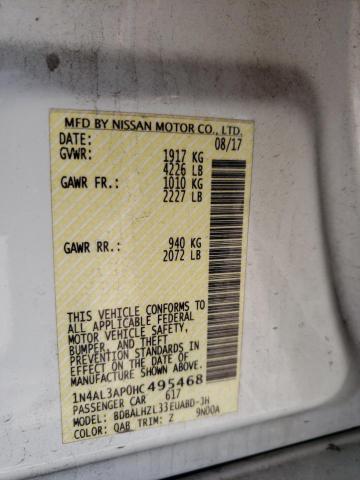 MFD BY NISSAN MOTOR CO., LTD.
DATE: 08/17
GVWR: 1917 KG
4226 LB
GAWR FR.: 1010 KG
2227 LB
GAWR RR.: 940 KG
2072 LB
THIS VEHICLE CONFORMS TO
ALL APPLICABLE FEDERAL
MOTOR VEHICLE SAFETY,
BUMPER, AND THEFT
PREVENTION STANDARDS
IN EFFECT ON THE DATE OF
MANUFACTURE SHOWN ABOVE.
1N4AL3AP0HC495468
PASSENGER CAR 617
MODEL: BDBALHZL33EUABD-JH
COLOR: QAB TRIM: Z 9N00A